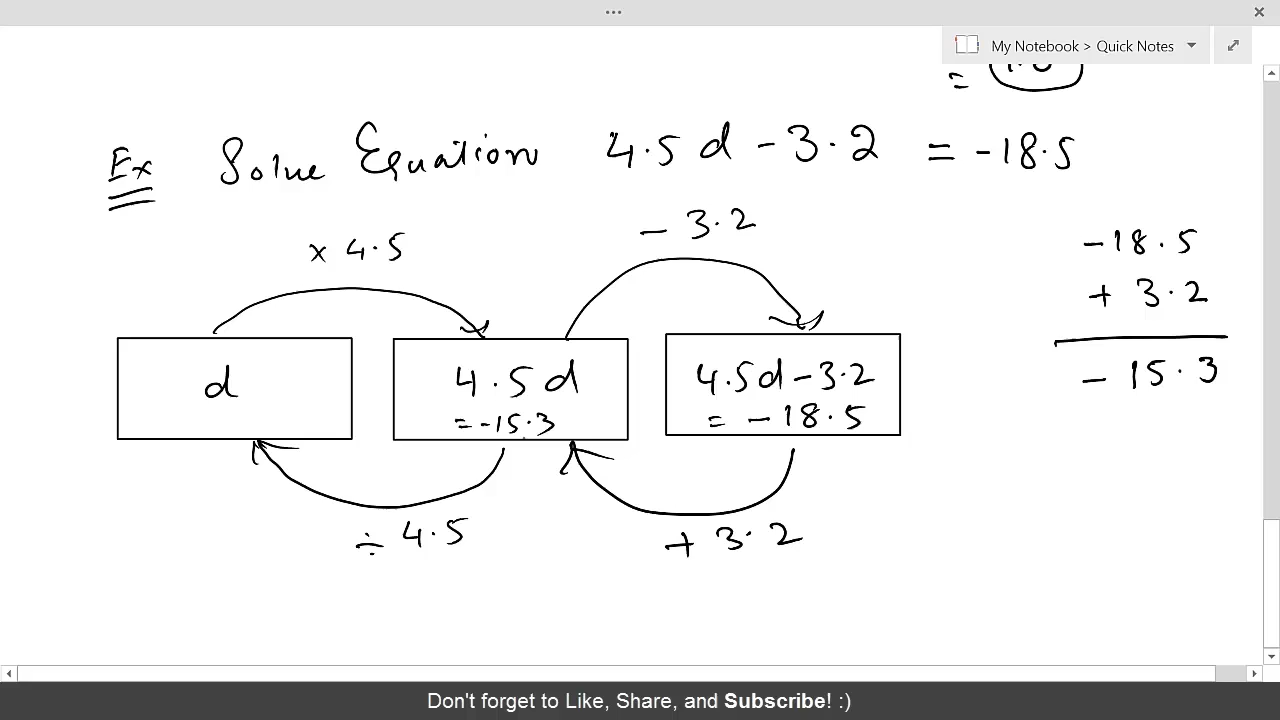 My Notebook > Quick Notes
=
Ex Solve Equation 4.5 d - 3.2 = -18.5
× 4.5
- 3.2
-18.5
+ 3.2
- 15.3
d
4.5 d
= -15.3
4.5d - 3.2
= - 18.5
÷ 4.5
+ 3.2
Don't forget to Like, Share, and Subscribe! :)